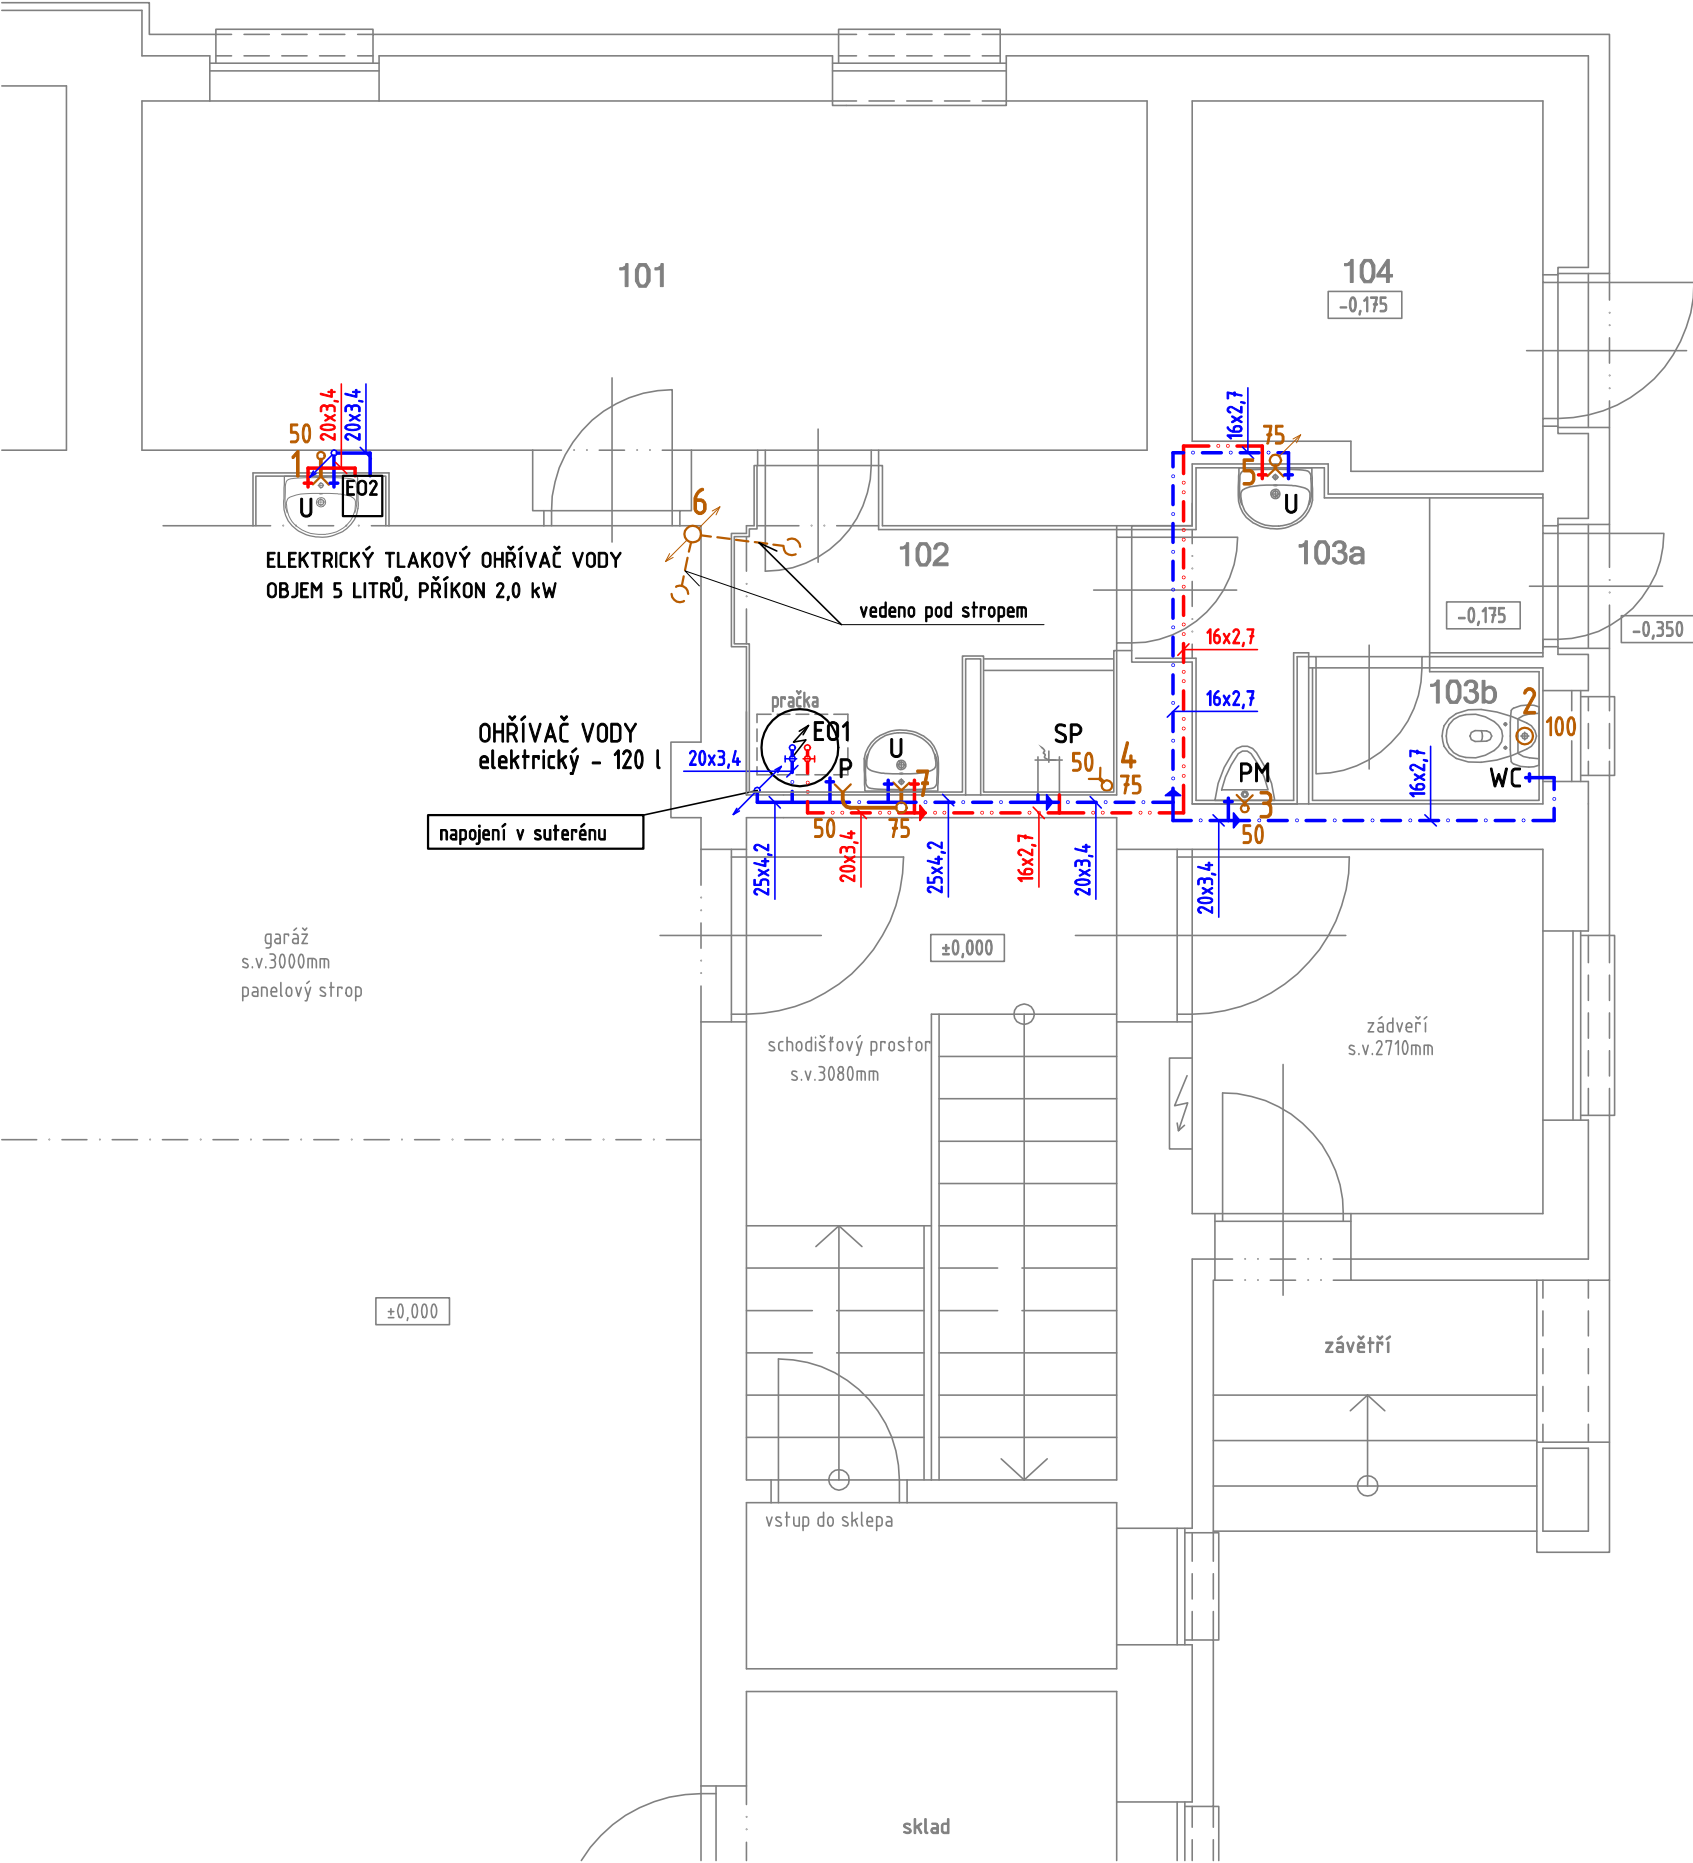 101
104
-0,175
20x3,4
20x3,4
50
1
EO2
U
16x2,7
75
5
U
6
ELEKTRICKÝ TLAKOVÝ OHŘÍVAČ VODY
OBJEM 5 LITRŮ, PŘÍKON 2,0 kW
102
103a
vedeno pod stropem
-0,175
-0,350
16x2,7
16x2,7
pračka
103b
2
100
OHŘÍVAČ VODY
elektrický - 120 l
20x3,4
EO1
P
U
7
SP
50
4
75
PM
3
50
16x2,7
WC
napojení v suterénu
50
75
25x4,2
20x3,4
25x4,2
16x2,7
20x3,4
20x3,4
garáž
s.v.3000mm
panelový strop
±0,000
schodišťový prostor
s.v.3080mm
zádveří
s.v.2710mm
±0,000
závětří
vstup do sklepa
sklad